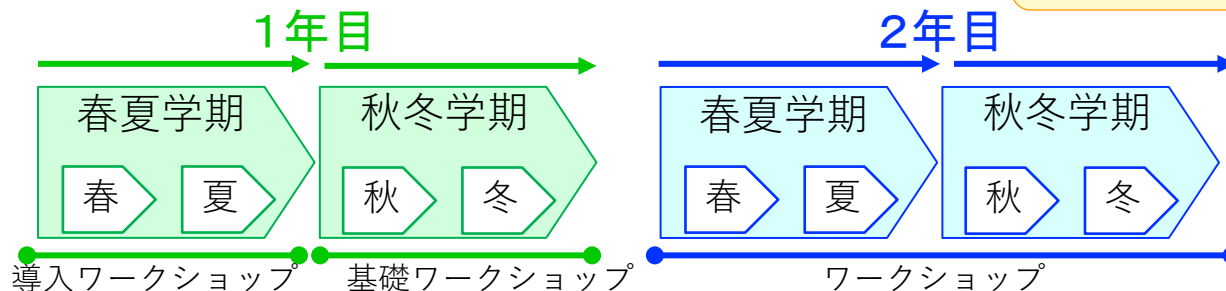 1年目
2年目
春夏学期
秋冬学期
春夏学期
秋冬学期
春
夏
秋
冬
春
夏
秋
冬
導入ワークショップ
基礎ワークショップ
ワークショップ